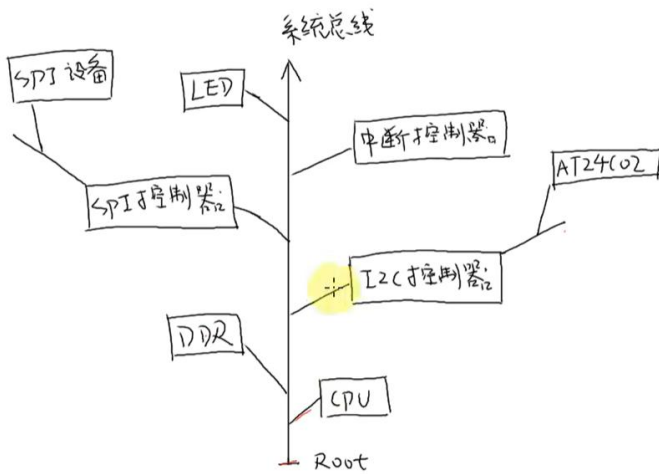 系统总线
SPI设备
LED
中断控制器
AT24C02
SPI控制器
I2C控制器
DDR
CPU
Root